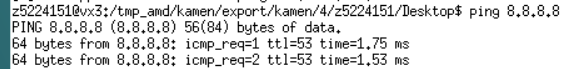 z5224151@vx3:/tmp_amd/kamen/export/kamen/4/z5224151/Desktop$ ping 8.8.8.8
PING 8.8.8.8 (8.8.8.8) 56(84) bytes of data.
64 bytes from 8.8.8.8: icmp_req=1 ttl=53 time=1.75 ms
64 bytes from 8.8.8.8: icmp_req=2 ttl=53 time=1.53 ms